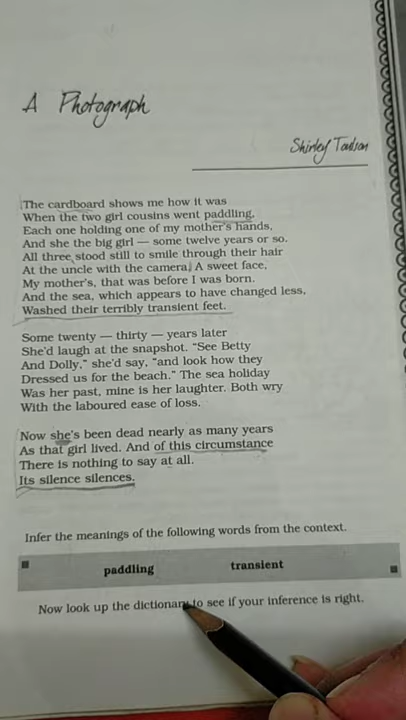 A Photograph
Shirley Toulson
The cardboard shows me how it was
When the two girl cousins went paddling,
Each one holding one of my mother's hands,
And she the big girl — some twelve years or so.
All three stood still to smile through their hair
At the uncle with the camera. A sweet face,
My mother's, that was before I was born.
And the sea, which appears to have changed less,
Washed their terribly transient feet.
Some twenty — thirty — years later
She'd laugh at the snapshot. "See Betty
And Dolly," she'd say, "and look how they
Dressed us for the beach." The sea holiday
Was her past, mine is her laughter. Both wry
With the laboured ease of loss.
Now she's been dead nearly as many years
As that girl lived. And of this circumstance
There is nothing to say at all.
Its silence silences.
Infer the meanings of the following words from the context.
paddling transient
Now look up the dictionary to see if your inference is right.